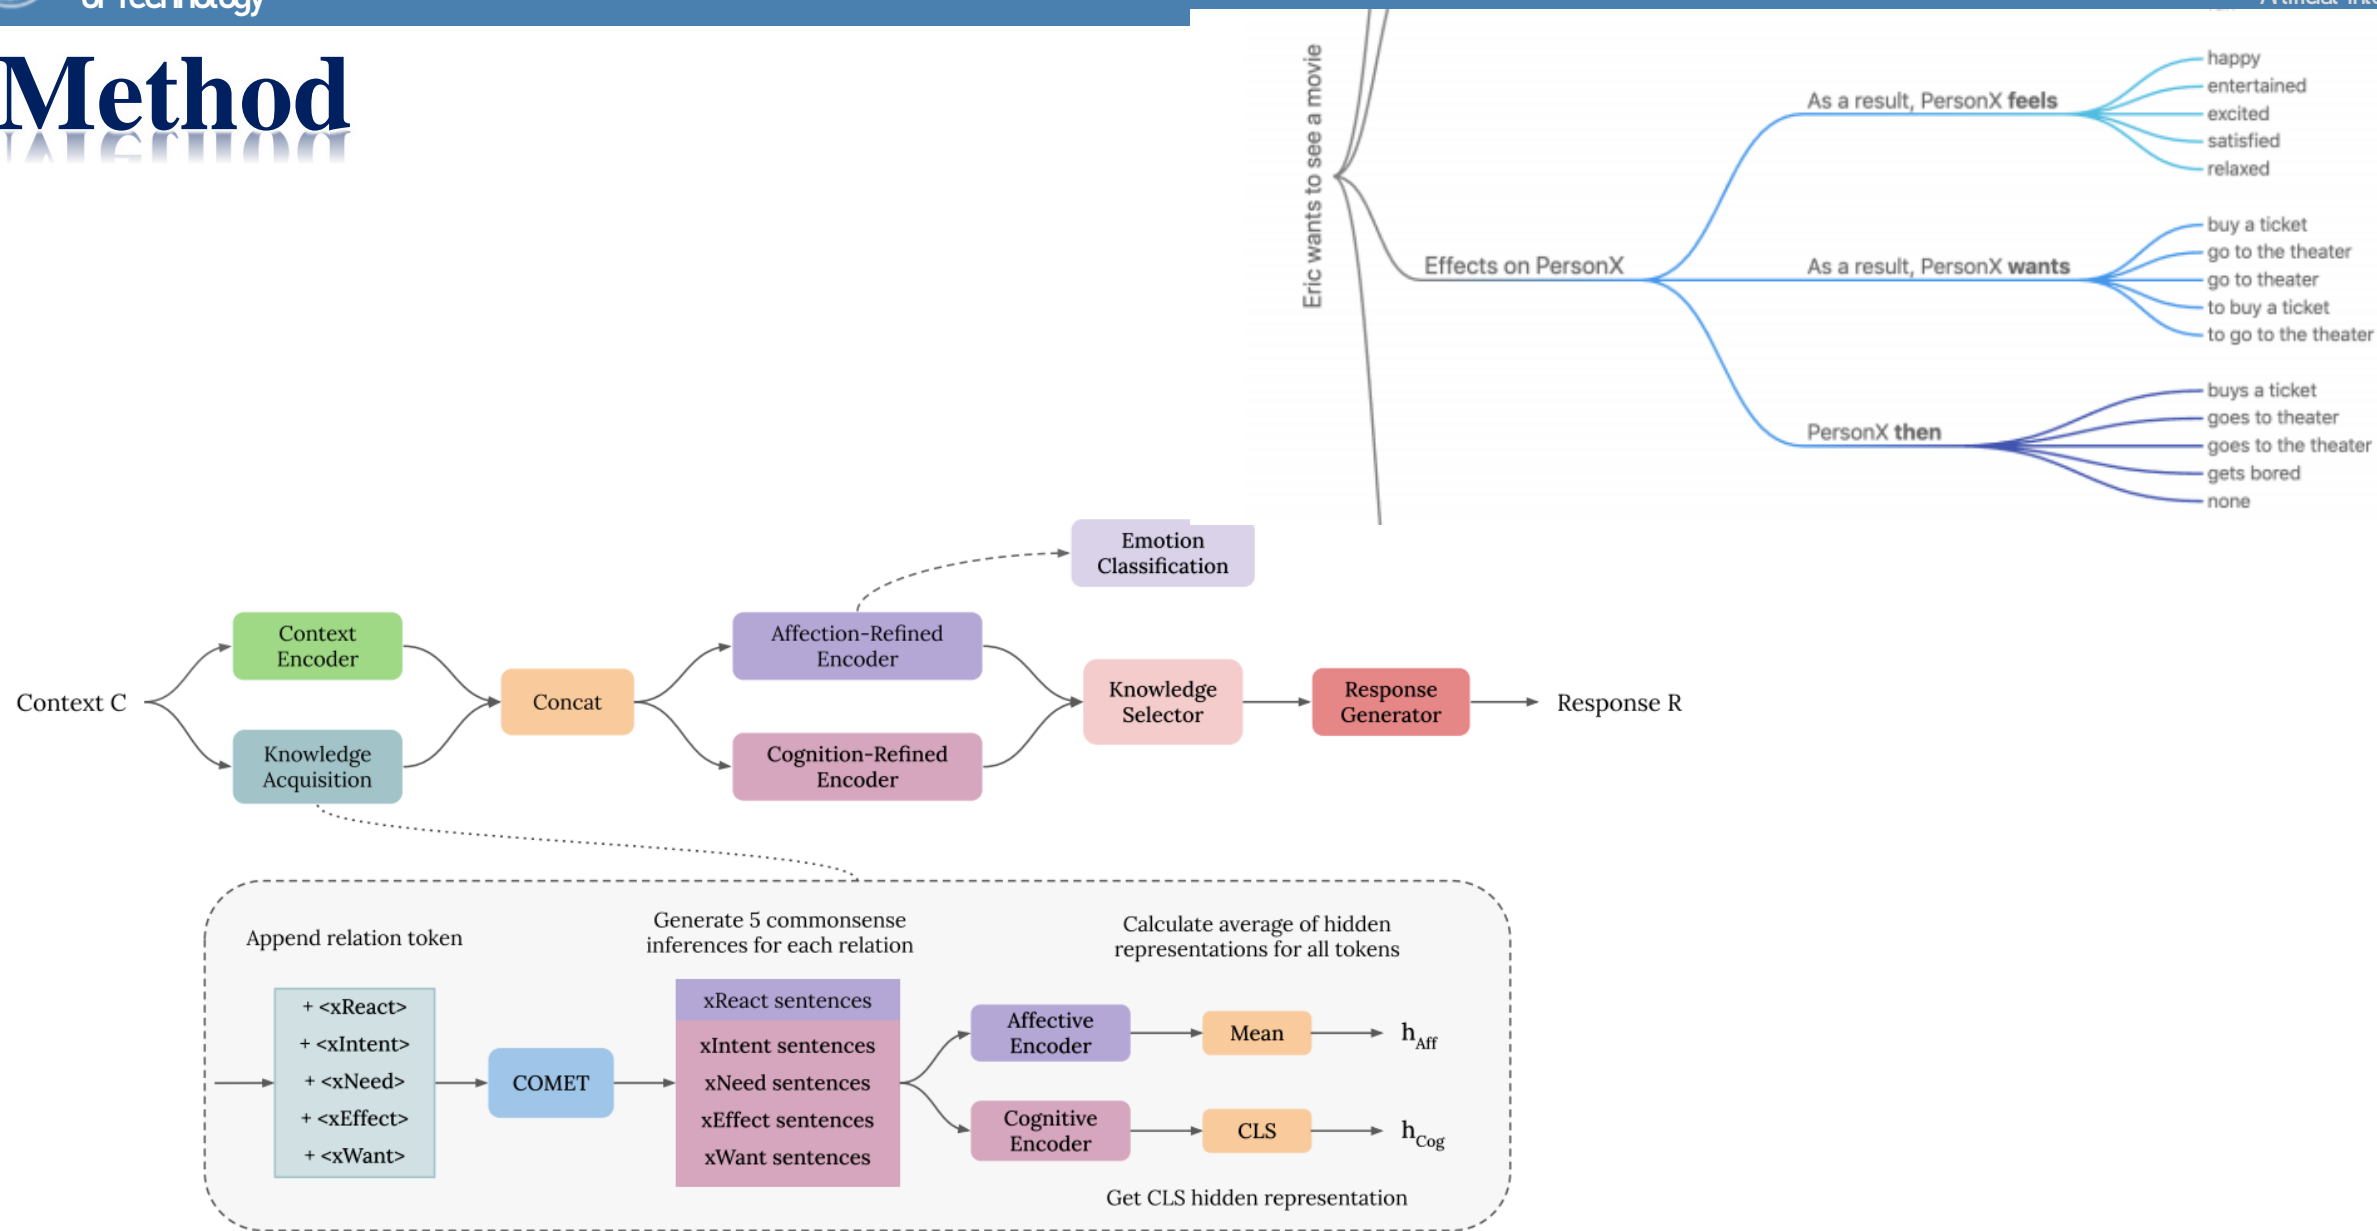 of Technology
Method
Eric wants to see a movie
Effects on PersonX
As a result, PersonX feels
happy
entertained
excited
satisfied
relaxed
As a result, PersonX wants
buy a ticket
go to the theater
go to theater
to buy a ticket
to go to the theater
PersonX then
buys a ticket
goes to theater
goes to the theater
gets bored
none
Emotion
Classification
Context C
Context
Encoder
Knowledge
Acquisition
Concat
Affection-Refined
Encoder
Cognition-Refined
Encoder
Knowledge
Selector
Response
Generator
Response R
Append relation token
+ <xReact>
+ <xIntent>
+ <xNeed>
+ <xEffect>
+ <xWant>
COMET
Generate 5 commonsense
inferences for each relation
xReact sentences
xIntent sentences
xNeed sentences
xEffect sentences
xWant sentences
Calculate average of hidden
representations for all tokens
Affective
Encoder
Mean
hAff
Cognitive
Encoder
CLS
hCog
Get CLS hidden representation